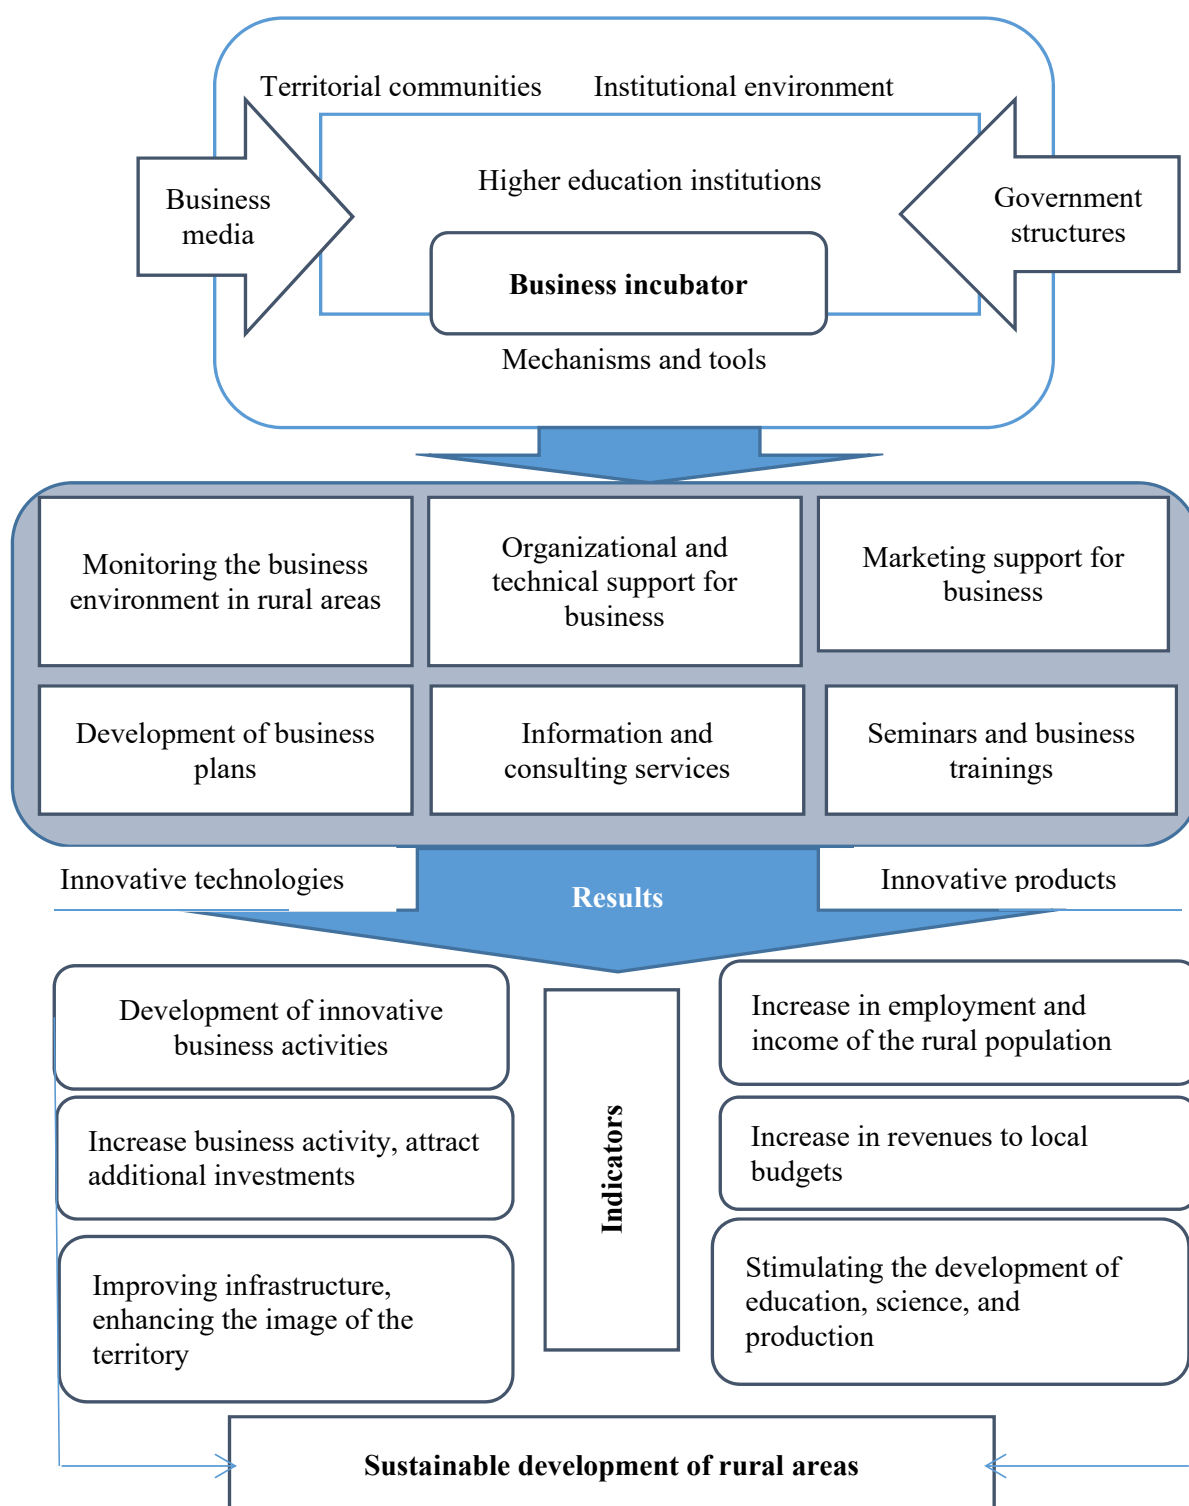 Territorial communities Institutional environment
Business
media
Higher education institutions
Government
structures
Business incubator
Mechanisms and tools
Monitoring the business
environment in rural areas
Organizational and
technical support for
business
Marketing support for
business
Development of business
plans
Information and
consulting services
Seminars and business
trainings
Innovative technologies
Results
Innovative products
Development of innovative
business activities
Increase business activity, attract
additional investments
Improving infrastructure,
enhancing the image of the
territory
Indicators
Increase in employment and
income of the rural population
Increase in revenues to local
budgets
Stimulating the development of
education, science, and
production
Sustainable development of rural areas